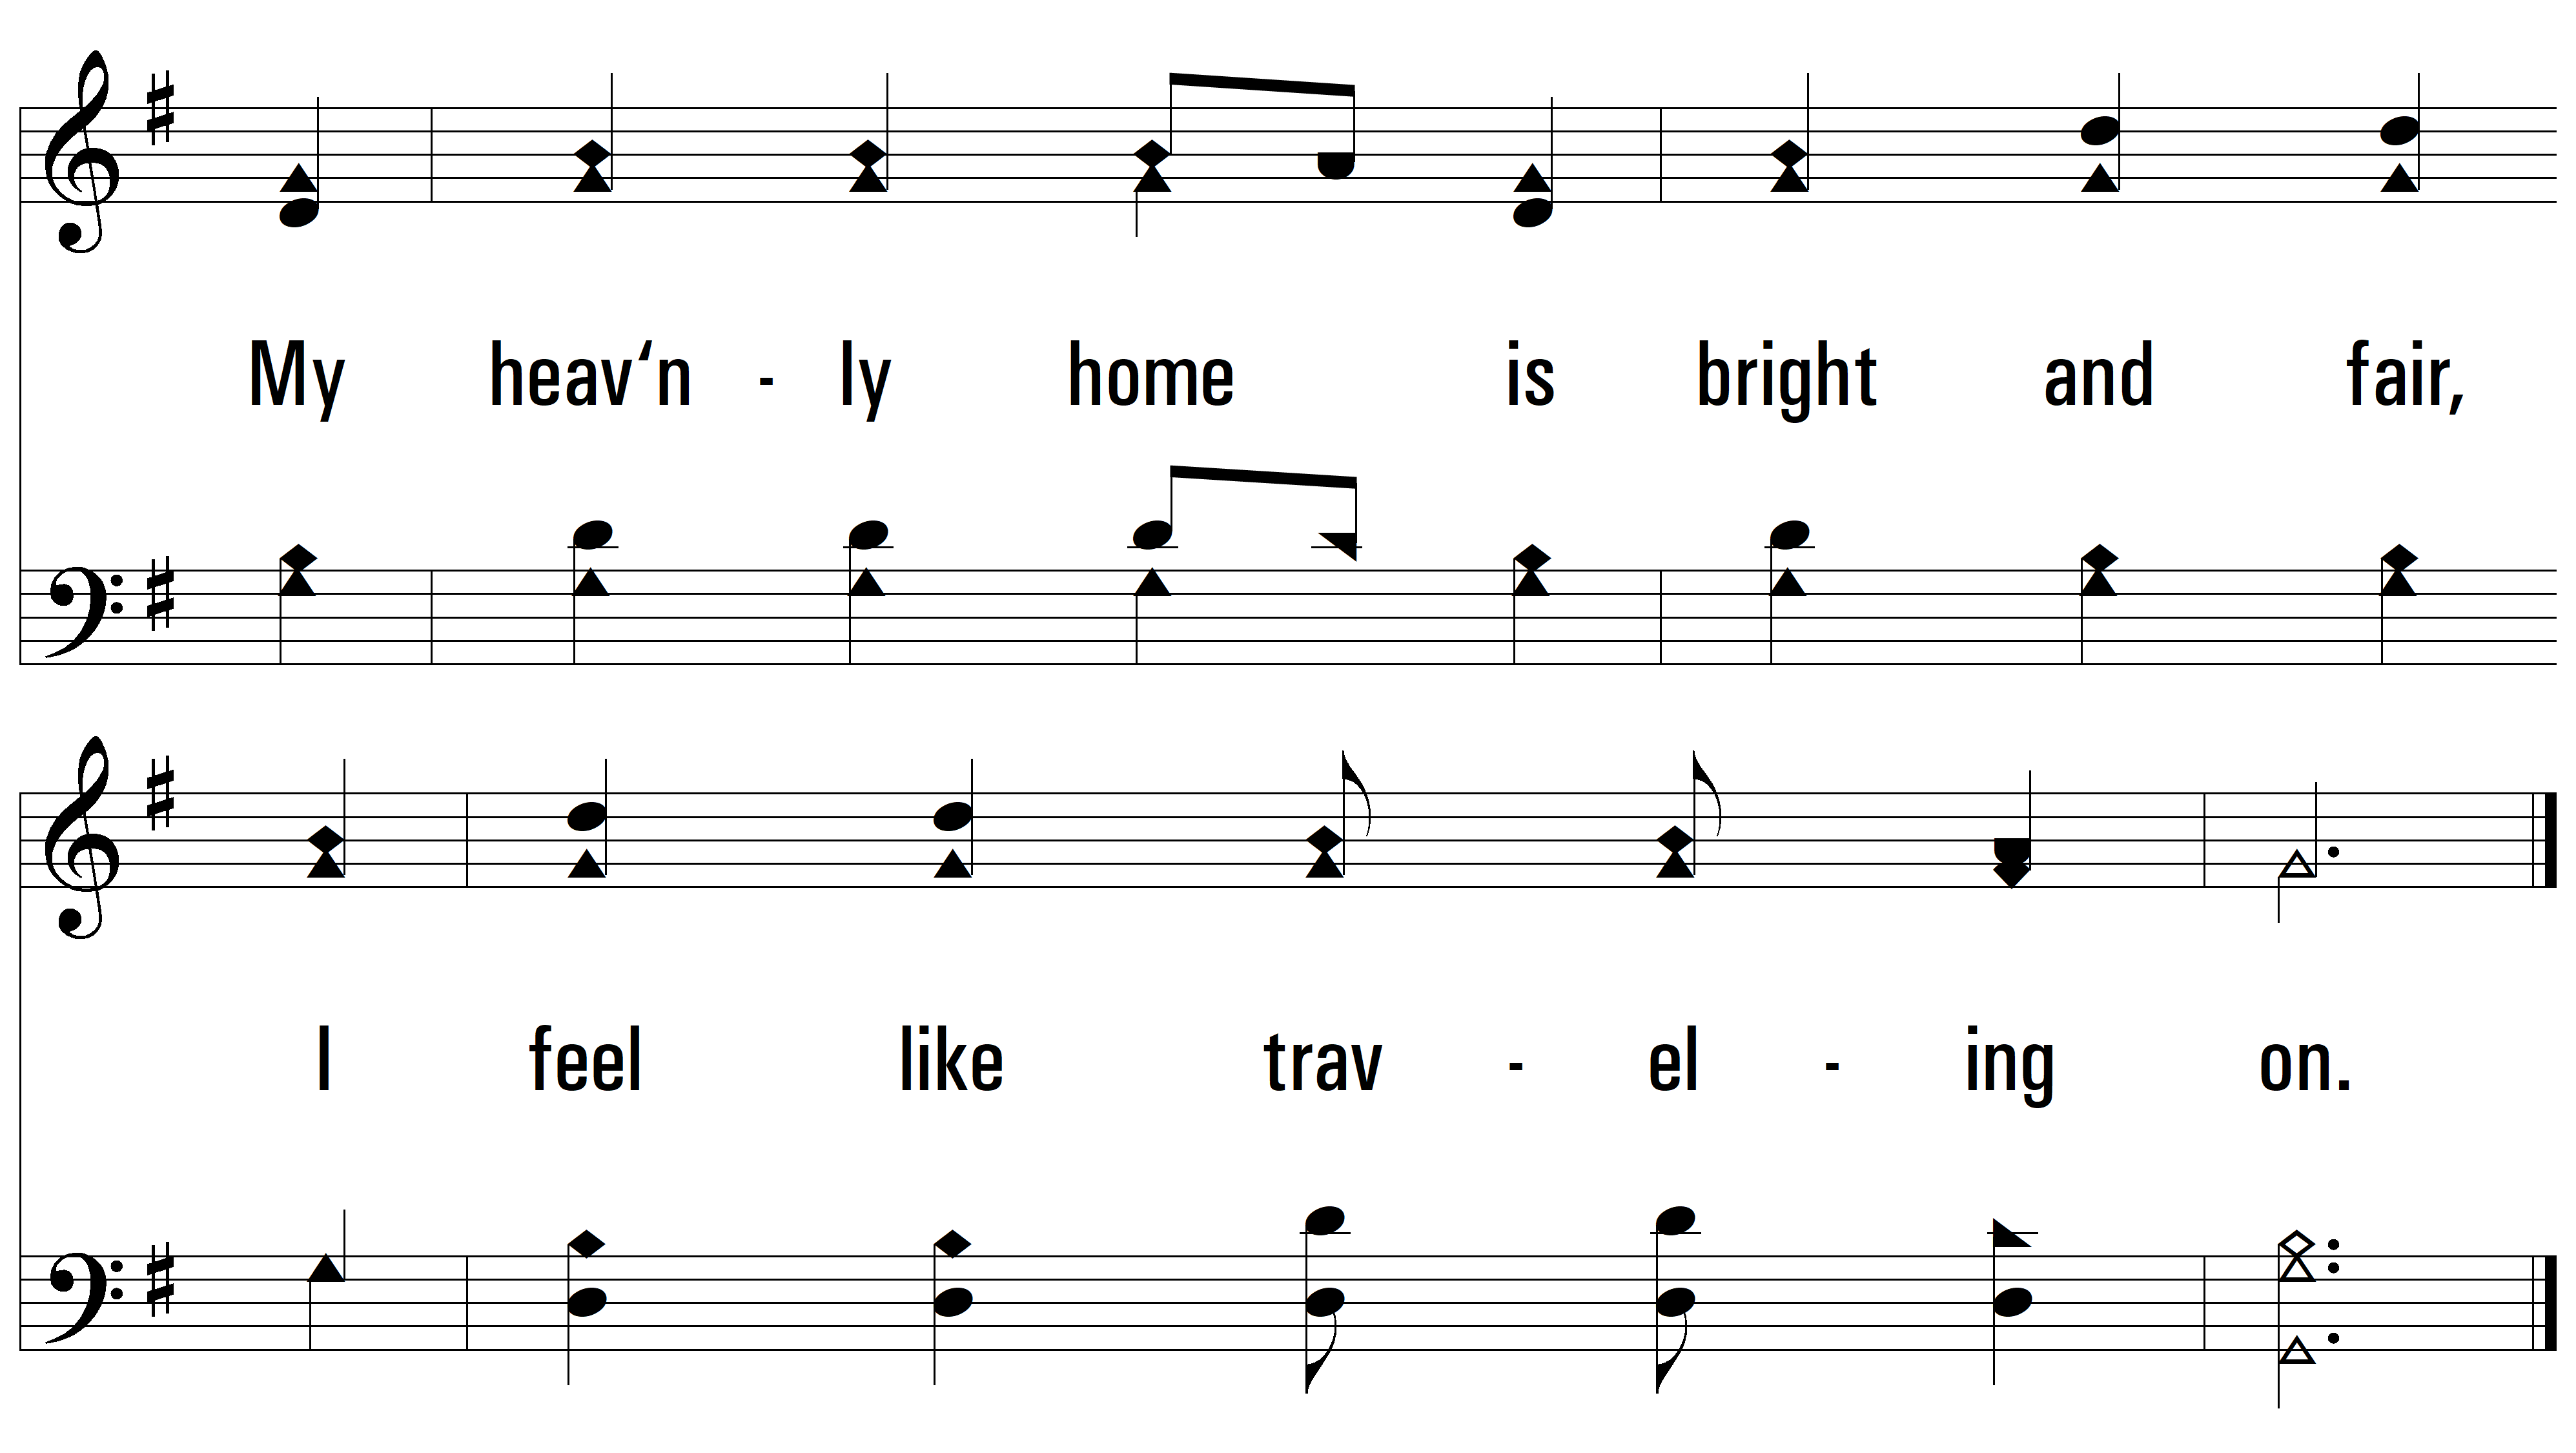 My heav‘n - ly home is bright and fair,
I feel like trav - el - ing on.